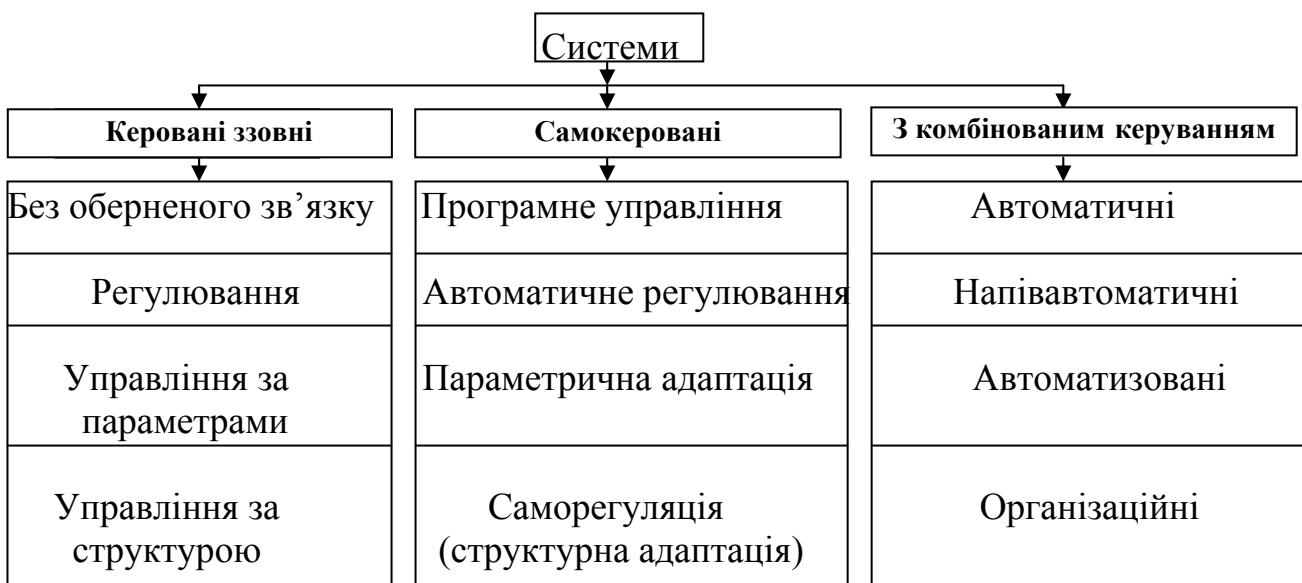 Системи
Керовані ззовні
Самокеровані
З комбінованим керуванням
Без оберненого зв’язку
Програмне управління
Автоматичні
Регулювання
Автоматичне регулювання
Напівавтоматичні
Управління за
параметрами
Параметрична адаптація
Автоматизовані
Управління за
структурою
Саморегуляція
(структурна адаптація)
Організаційні